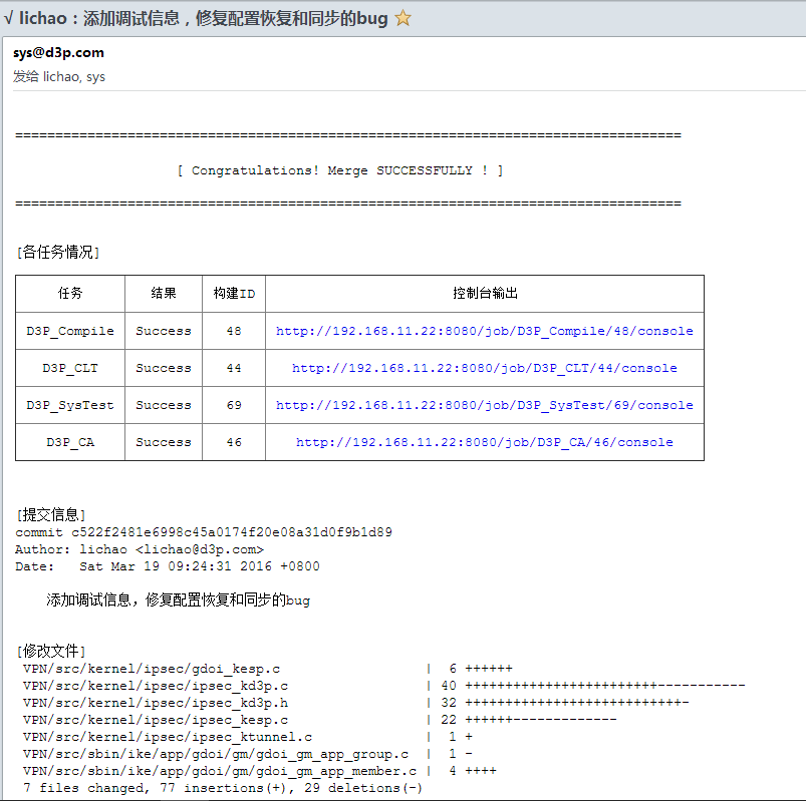 √ lichao：添加调试信息，修复配置恢复和同步的bug
sys@d3p.com
发给 lichao, sys
===================================================================================
[ Congratulations! Merge SUCCESSFULLY ! ]
===================================================================================
[各任务情况]
任务 结果 构建ID 控制台输出
D3P_Compile Success 48 http://192.168.11.22:8080/job/D3P_Compile/48/console
D3P_CLT Success 44 http://192.168.11.22:8080/job/D3P_CLT/44/console
D3P_SysTest Success 69 http://192.168.11.22:8080/job/D3P_SysTest/69/console
D3P_CA Success 46 http://192.168.11.22:8080/job/D3P_CA/46/console
[提交信息]
commit c522f2481e6998c45a0174f20e08a31d0f9b1d89
Author: lichao <lichao@d3p.com>
Date: Sat Mar 19 09:24:31 2016 +0800
添加调试信息，修复配置恢复和同步的bug
[修改文件]
VPN/src/kernel/ipsec/gdoi_kesp.c | 6 ++++++
VPN/src/kernel/ipsec/ipsec_kd3p.c | 40 ++++++++++++++++++++++++-----------
VPN/src/kernel/ipsec/ipsec_kd3p.h | 32 +++++++++++++++++++++++++++-
VPN/src/kernel/ipsec/ipsec_kesp.c | 22 ++++++-------------
VPN/src/kernel/ipsec/ipsec_ktunnel.c | 1 +
VPN/src/sbin/ike/app/gdoi/gm/gdoi_gm_app_group.c | 1 -
VPN/src/sbin/ike/app/gdoi/gm/gdoi_gm_app_member.c | 4 ++++
7 files changed, 77 insertions(+), 29 deletions(-)